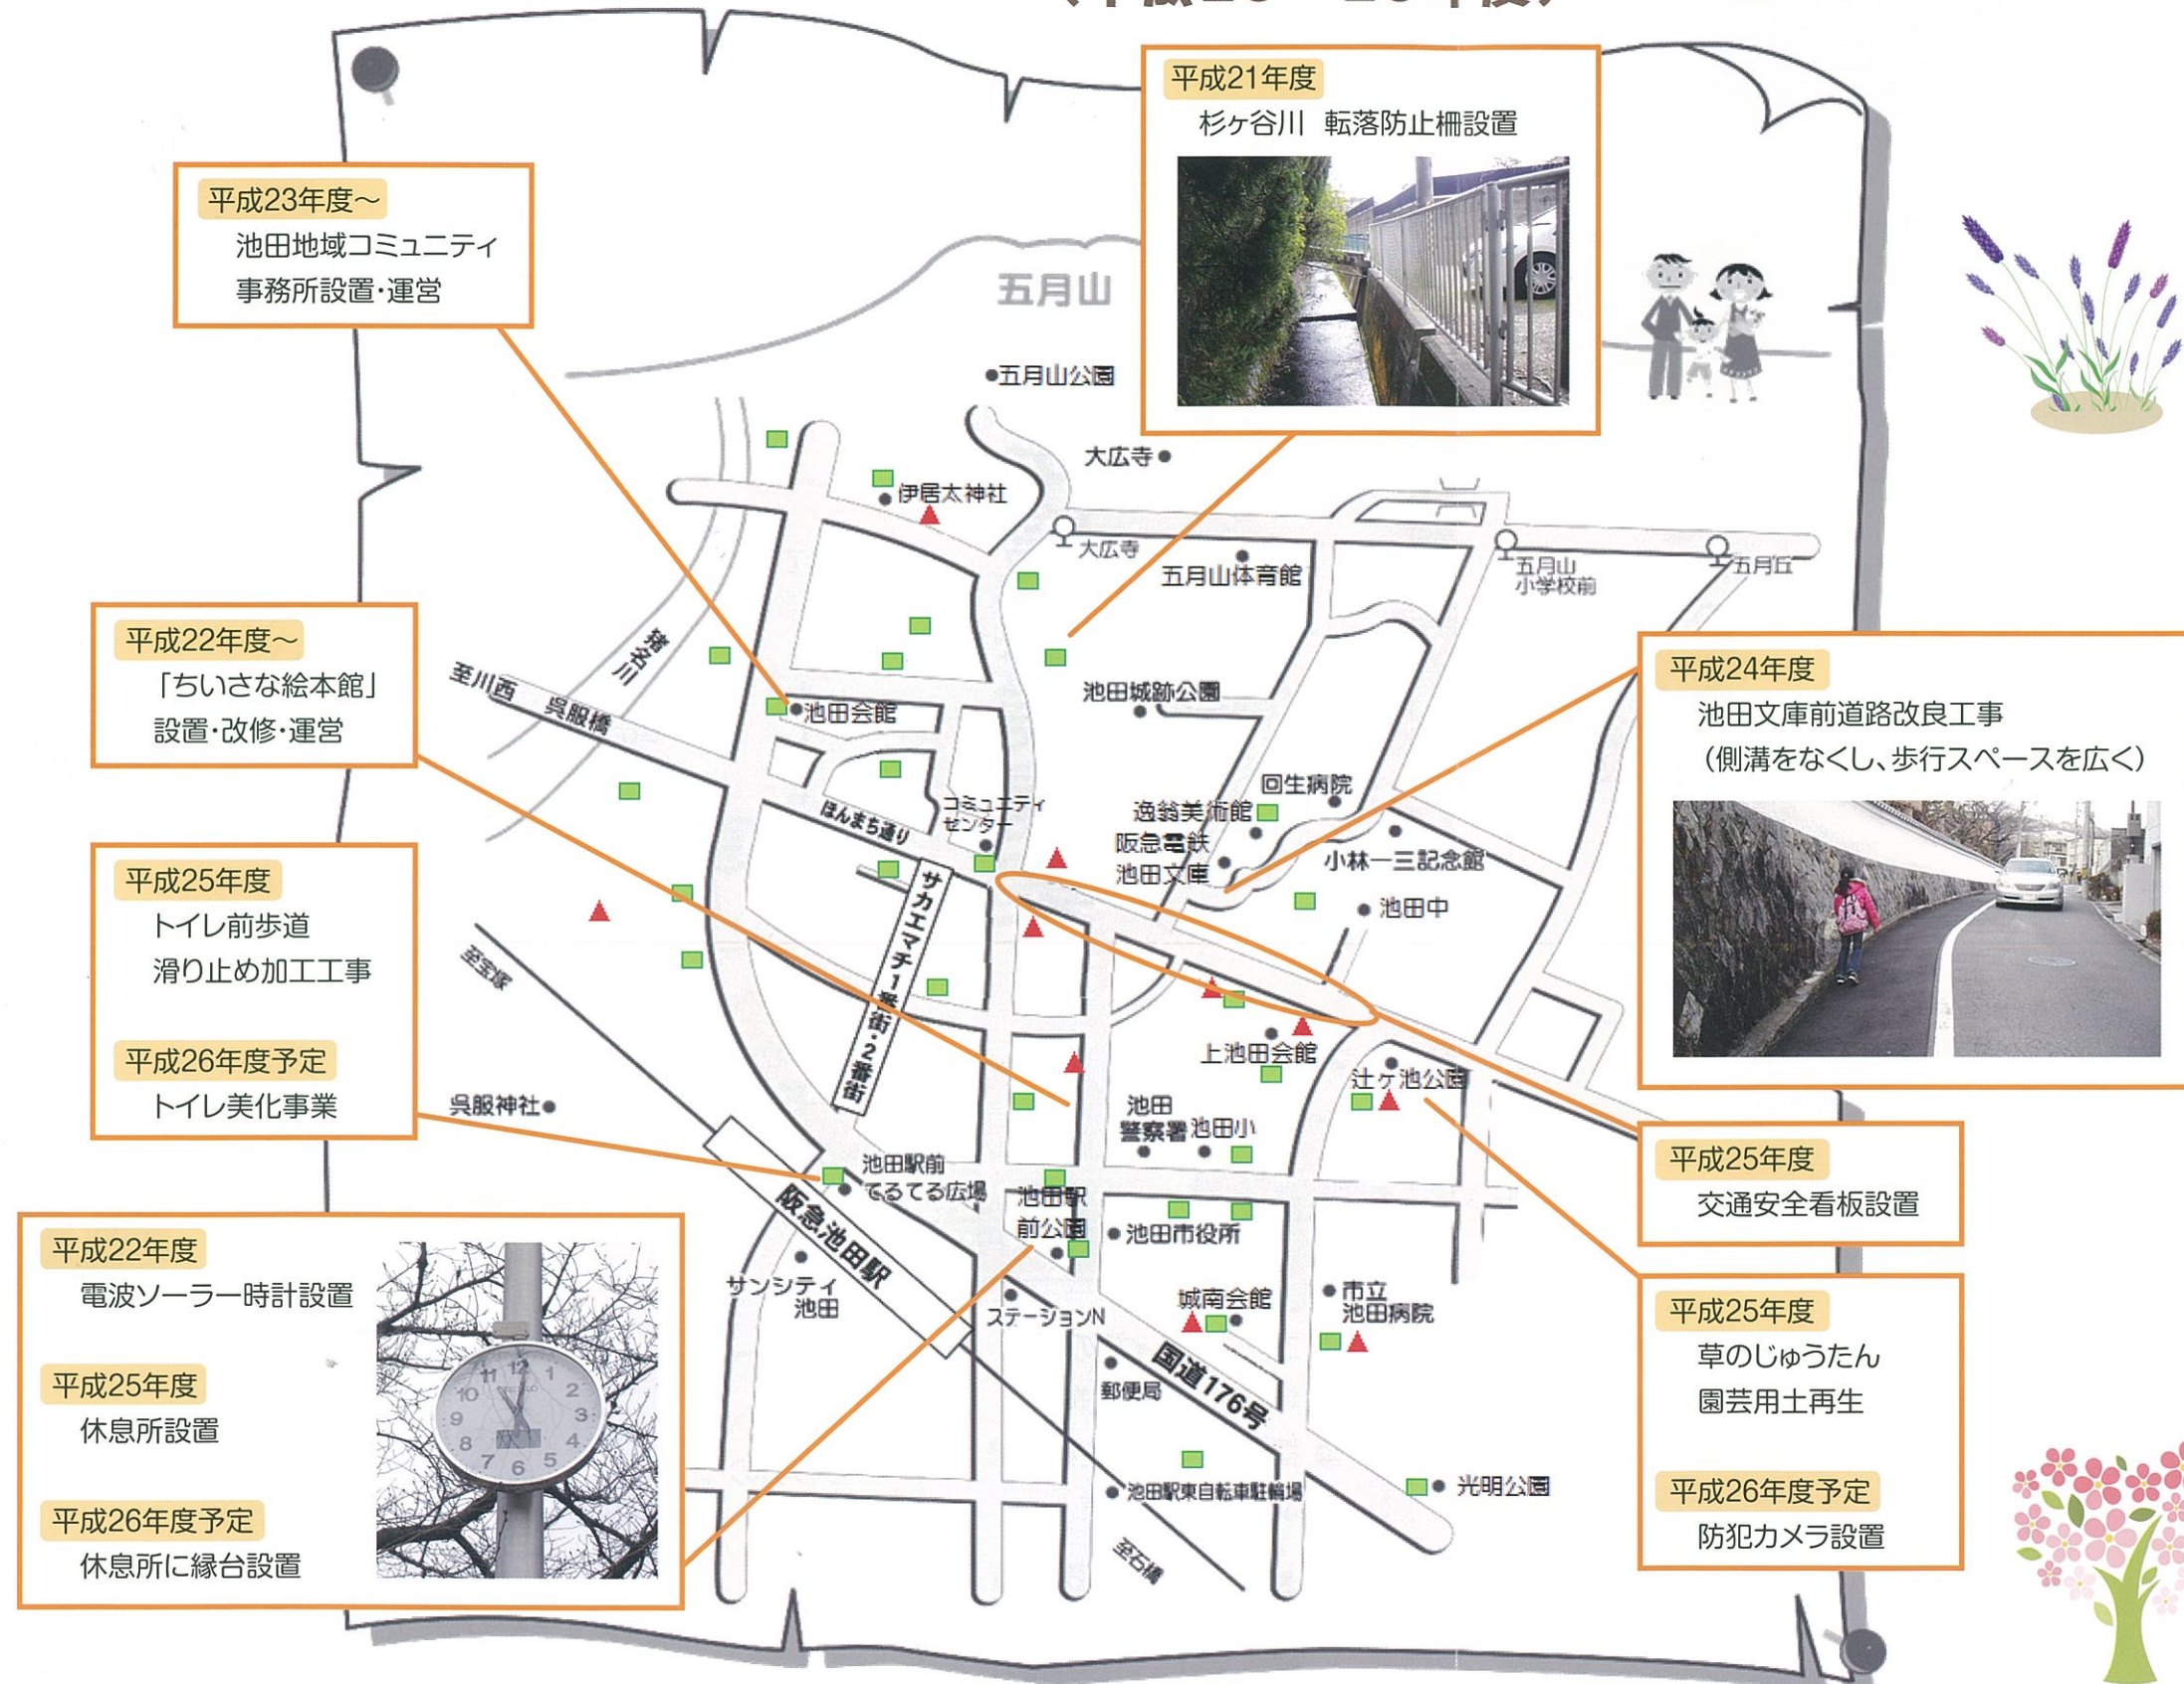 平成21年度
杉ヶ谷川 転落防止柵設置
平成23年度～
池田地域コミュニティ
事務所設置・運営
五月山
五月山公園
大広寺
伊居太神社
大広寺
五月山体育館
五月山
小学校前
五月丘
平成22年度～
「ちいさな絵本館」
設置・改修・運営
猪名川
至川西
呉服橋
池田会館
池田城跡公園
平成24年度
池田文庫前道路改良工事
（側溝をなくし、歩行スペースを広く）
回生病院
逸翁美術館
阪急電鉄
池田文庫
小林一三記念館
池田中
コミュニティ
センター
ほんまち通り
サカエマチ1番街・2番街
平成25年度
トイレ前歩道
滑り止め加工工事
平成26年度予定
トイレ美化事業
至宝塚
呉服神社
上池田会館
辻ヶ池公園
池田
警察署
池田小
池田駅前
てるてる広場
池田駅
前公園
池田市役所
阪急池田駅
サンシティ
池田
ステーションN
城南会館
市立
池田病院
国道176号
郵便局
池田駅東自転車駐輪場
光明公園
至石橋
平成25年度
交通安全看板設置
平成25年度
草のじゅうたん
園芸用土再生
平成26年度予定
防犯カメラ設置
平成22年度
電波ソーラー時計設置
平成25年度
休息所設置
平成26年度予定
休息所に縁台設置
11 12 1
10 2
9 3
8 4
7 6 5